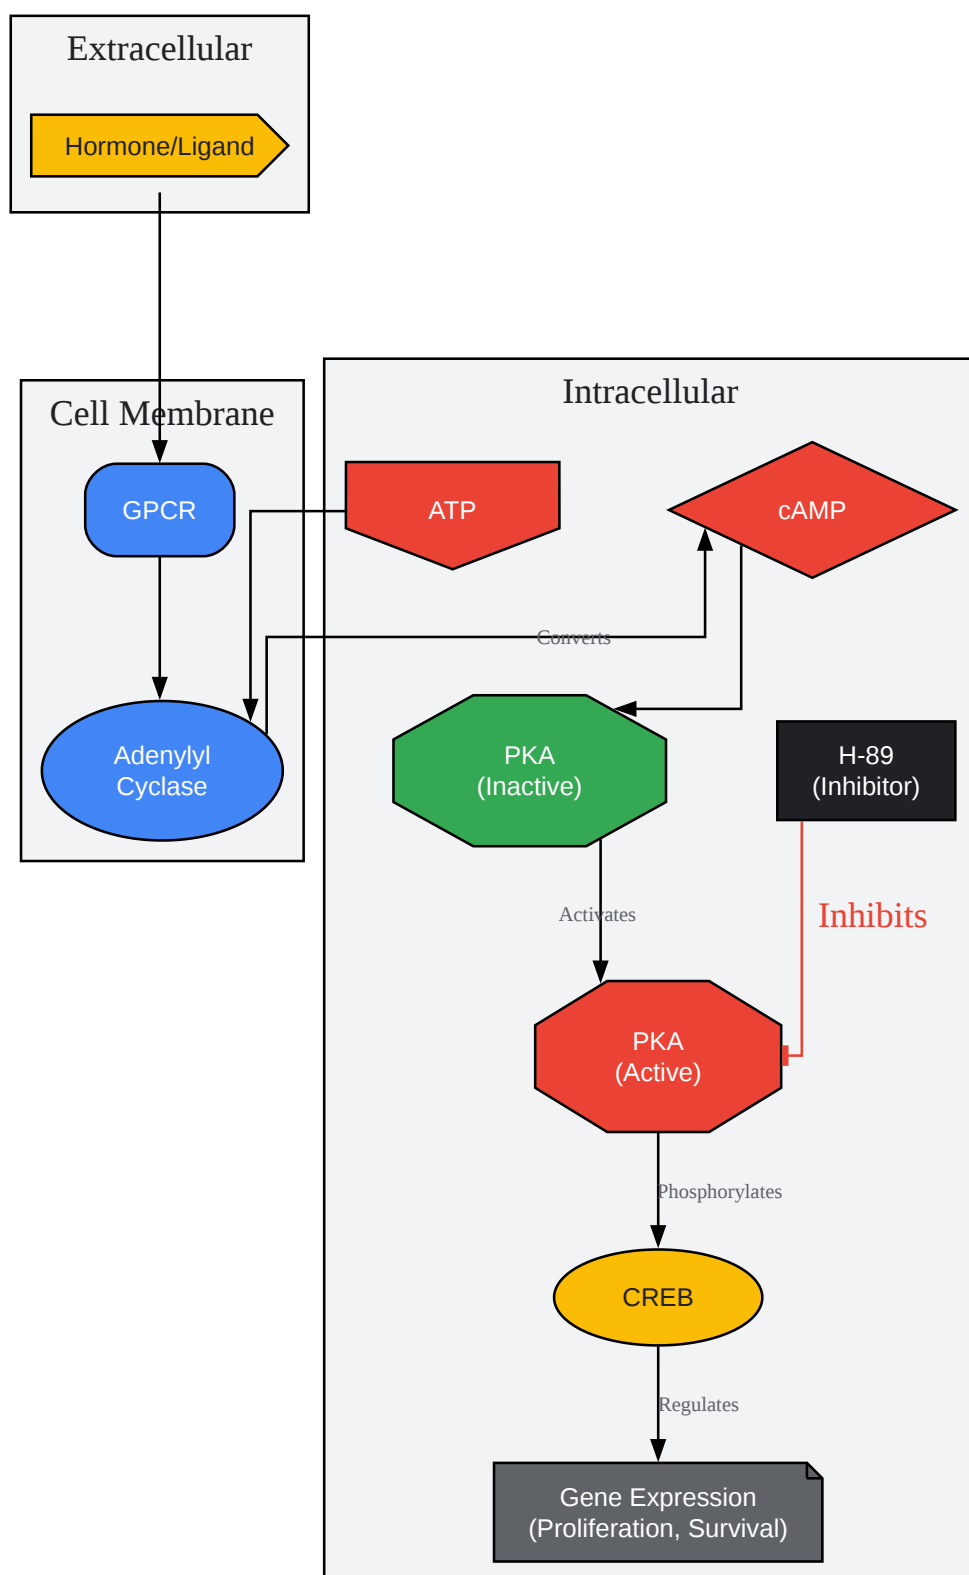 Extracellular
Hormone/Ligand
Cell Membrane
Intracellular
GPCR
ATP
cAMP
Converts
Adenylyl
Cyclase
PKA
(Inactive)
H-89
(Inhibitor)
Activates
Inhibits
PKA
(Active)
Phosphorylates
CREB
Regulates
Gene Expression
(Proliferation, Survival)